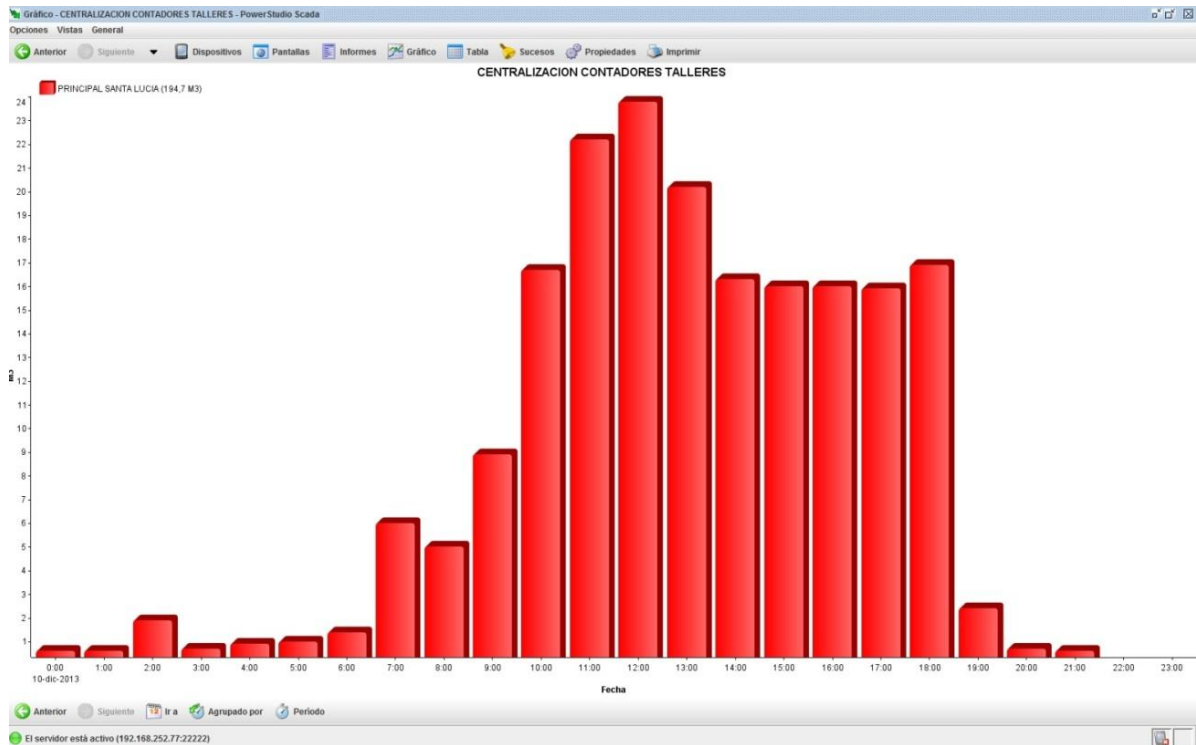 Gráfico - CENTRALIZACION CONTADORES TALLERES - PowerStudio Scada
Opciones Vistas General
Anterior Siguiente Dispositivos Pantallas Informes Gráfico Tabla Sucesos Propiedades Imprimir
CENTRALIZACION CONTADORES TALLERES
PRINCIPAL SANTA LUCIA (194,7 M3)
24
23
22
21
20
19
18
17
16
15
14
13
12
11
10
9
8
7
6
5
4
3
2
1
M3
0:00 1:00 2:00 3:00 4:00 5:00 6:00 7:00 8:00 9:00 10:00 11:00 12:00 13:00 14:00 15:00 16:00 17:00 18:00 19:00 20:00 21:00 22:00 23:00
10-dic-2013
Fecha
Anterior Siguiente Ir a Agrupado por Período
El servidor está activo (192.168.252.77:22222)